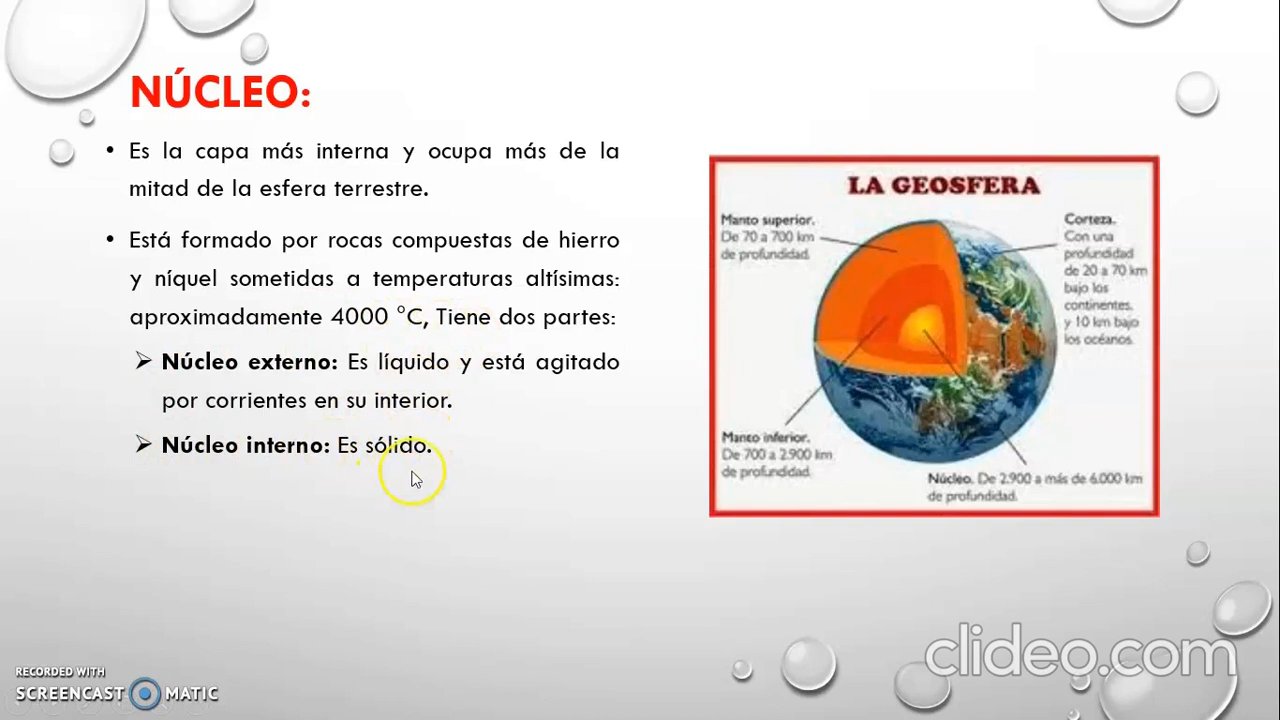 NÚCLEO:
• Es la capa más interna y ocupa más de la
mitad de la esfera terrestre.
• Está formado por rocas compuestas de hierro
y níquel sometidas a temperaturas altísimas:
aproximadamente 4000 °C, Tiene dos partes:
➢ Núcleo externo: Es líquido y está agitado
por corrientes en su interior.
➢ Núcleo interno: Es sólido.
LA GEOSFERA
Manto superior.
De 70 a 700 km
de profundidad.
Corteza.
Con una
profundidad
de 20 a 70 km
bajo los
continentes.
y 10 km bajo
los océanos.
Manto inferior.
De 700 a 2.900 km
de profundidad.
Núcleo. De 2.900 a más de 6.000 km
de profundidad.
clideo.com
RECORDED WITH
SCREENCAST MATIC